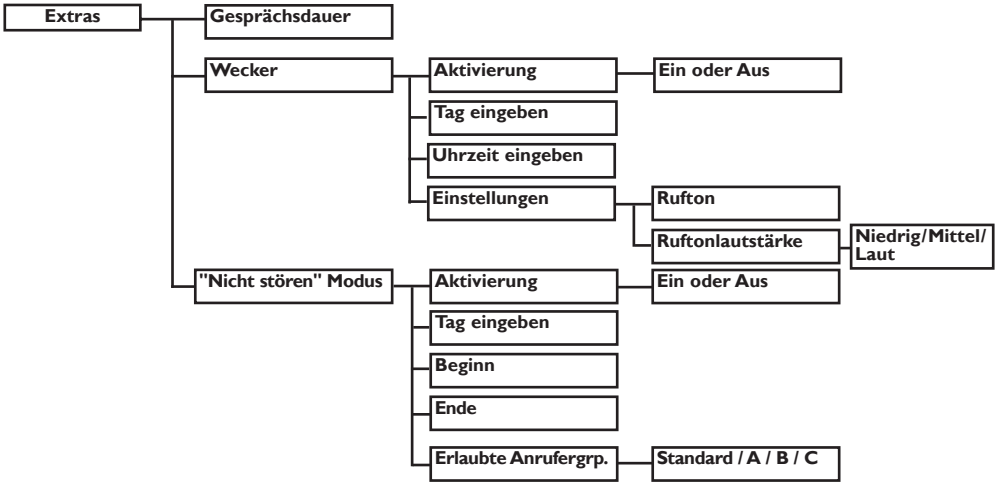 Extras
Gesprächsdauer
Wecker
Aktivierung
Ein oder Aus
Tag eingeben
Uhrzeit eingeben
Einstellungen
Rufton
Ruftonlautstärke
Niedrig/Mittel/
Laut
"Nicht stören" Modus
Aktivierung
Ein oder Aus
Tag eingeben
Beginn
Ende
Erlaubte Anrufergrp.
Standard / A / B / C